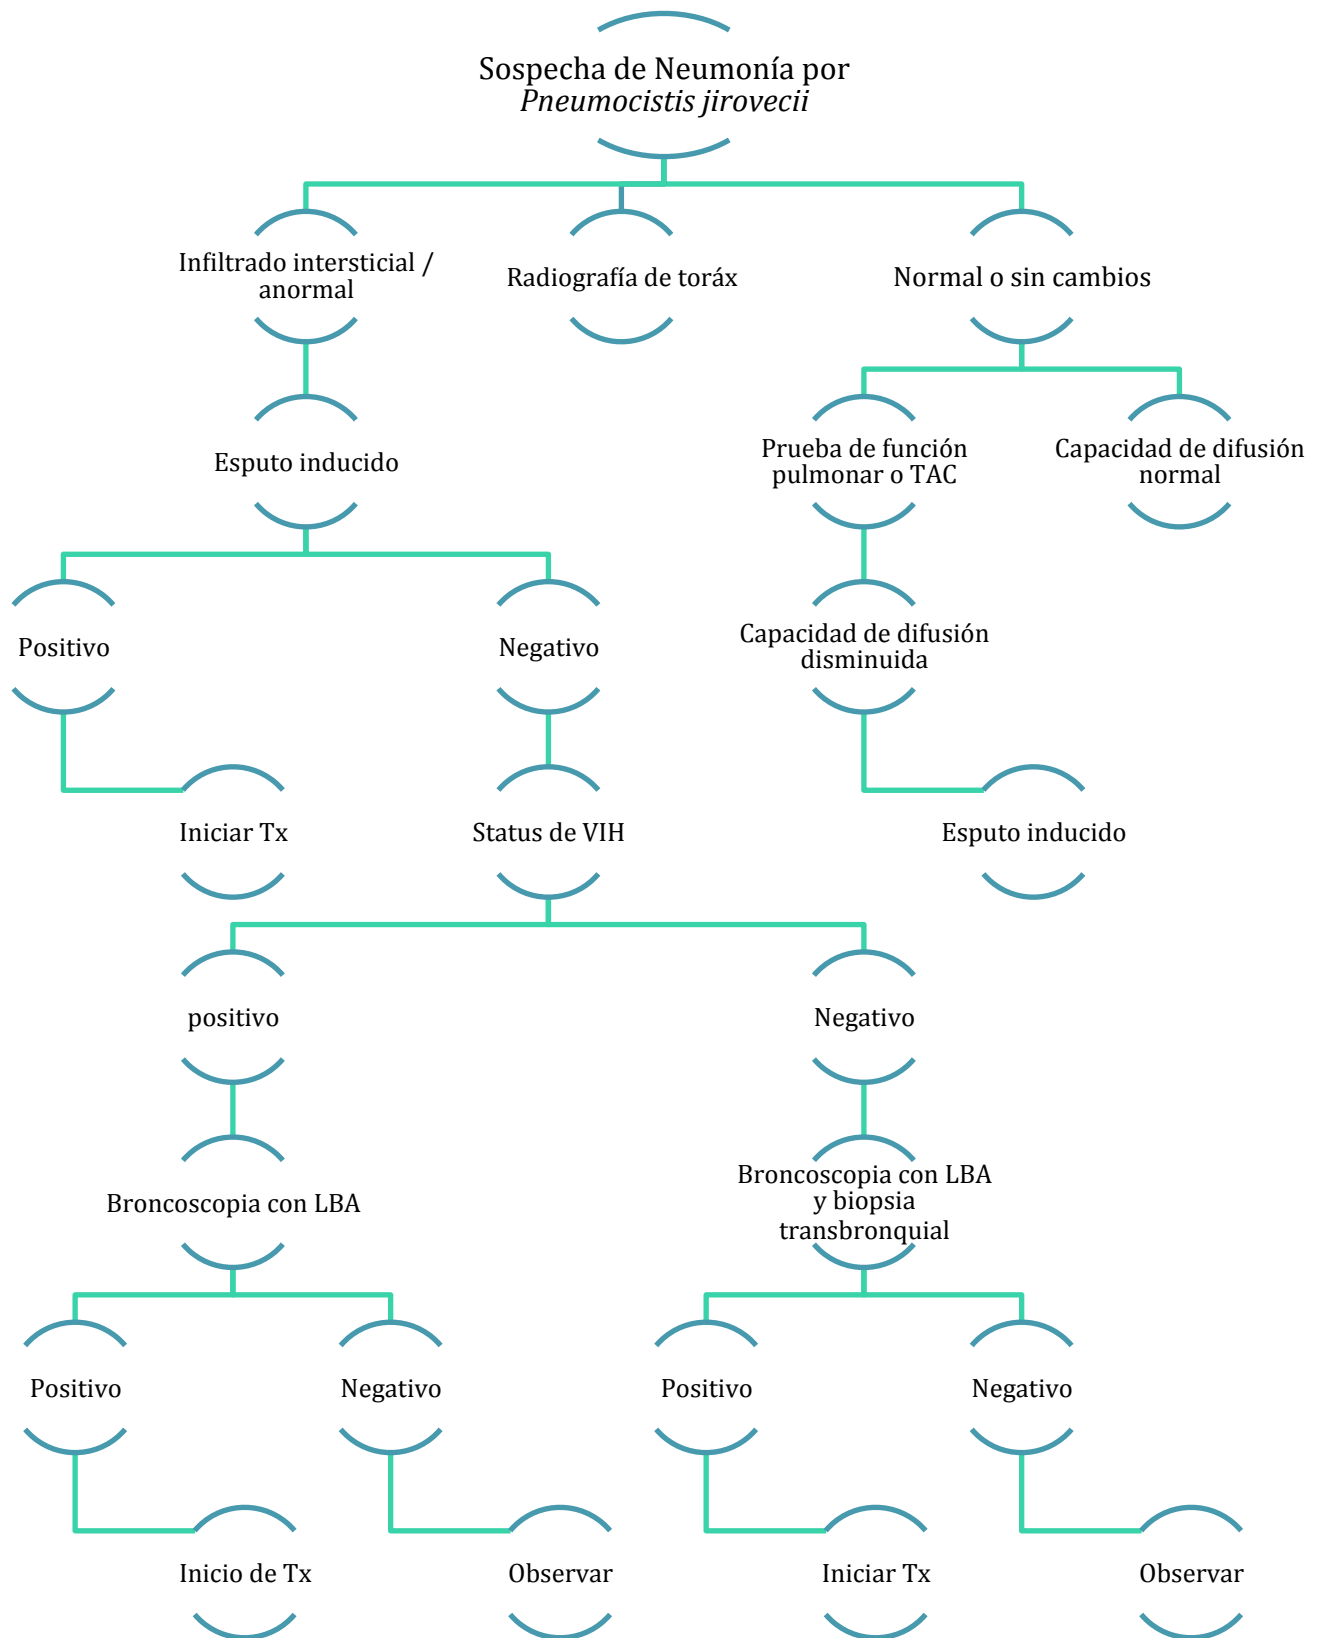 Sospecha de Neumonía por
Pneumocistis jirovecii
Infiltrado intersticial /
anormal
Radiografía de toráx
Normal o sin cambios
Esputo inducido
Prueba de función
pulmonar o TAC
Capacidad de difusión
normal
Positivo
Negativo
Capacidad de difusión
disminuida
Iniciar Tx
Status de VIH
Esputo inducido
positivo
Negativo
Broncoscopia con LBA
Broncoscopia con LBA
y biopsia
transbronquial
Positivo
Negativo
Positivo
Negativo
Inicio de Tx
Observar
Iniciar Tx
Observar